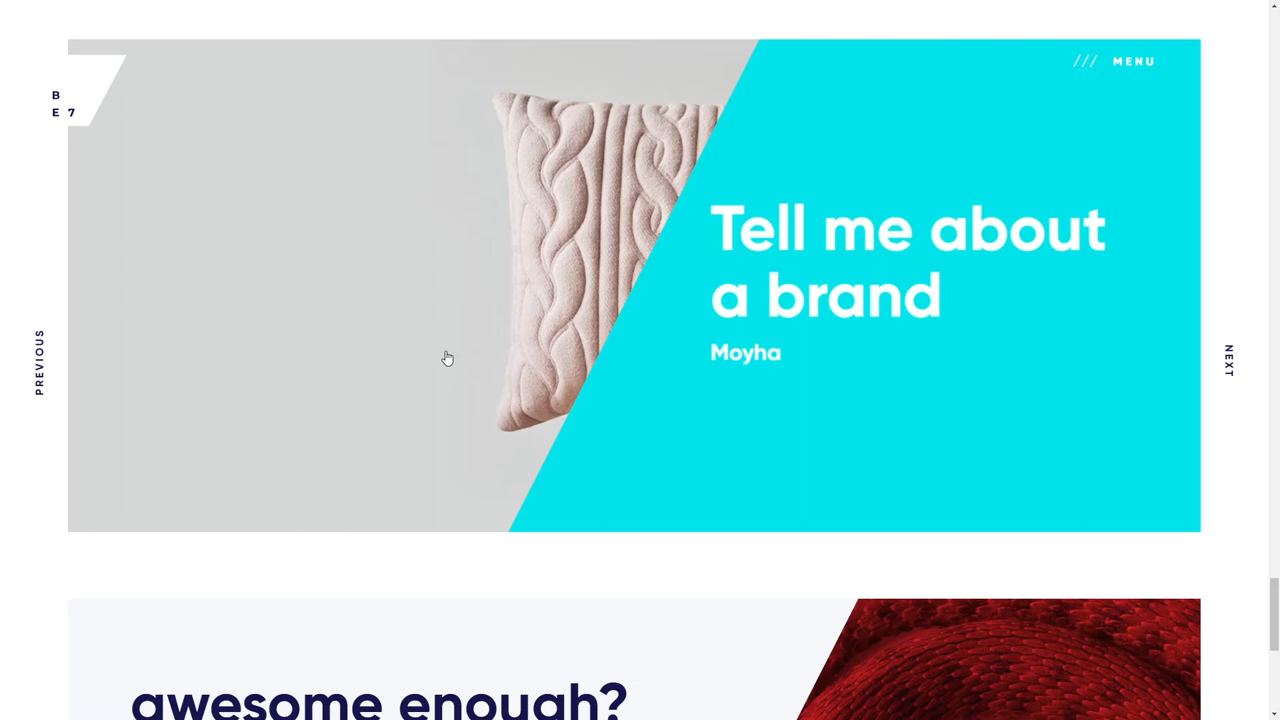 /// MENU
B
E 7
Tell me about
a brand
Moyha
PREVIOUS
NEXT
awesome enough?